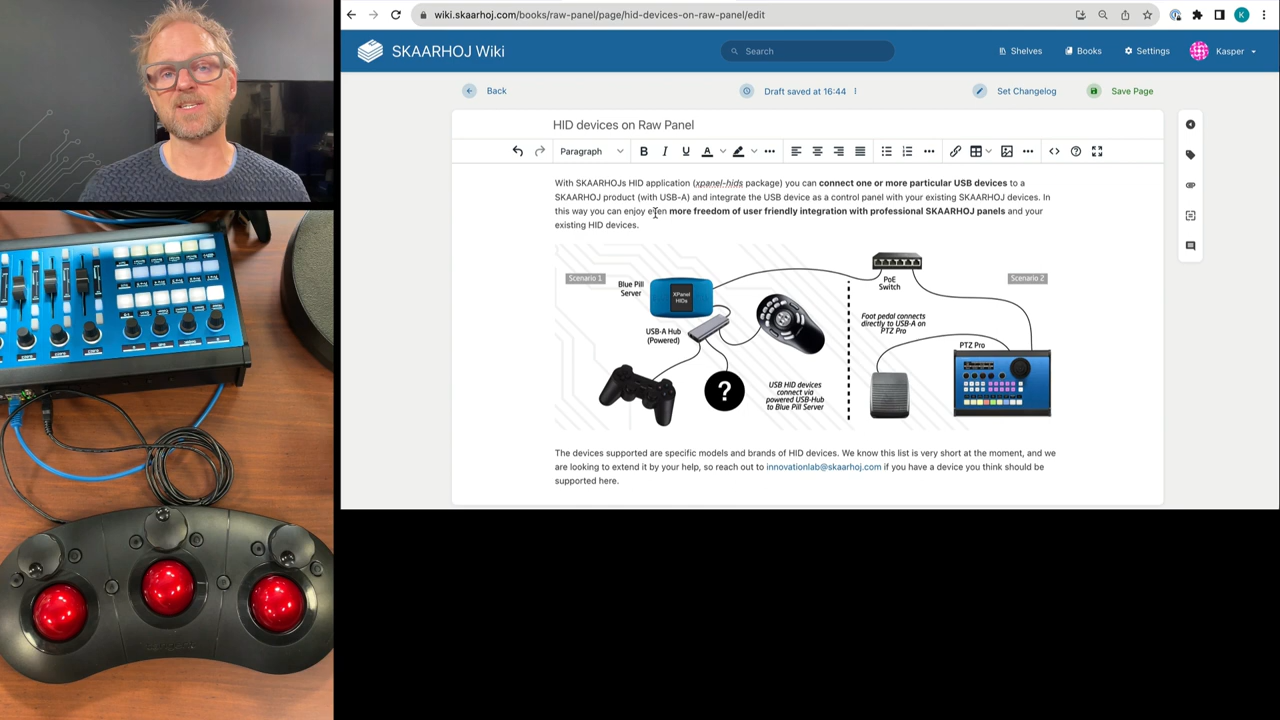 wiki.skaarhoj.com/books/raw-panel/page/hid-devices-on-raw-panel/edit
K
SKAARHOJ Wiki
Search
Shelves
Books
Settings
Kasper
Back
Draft saved at 16:44
Set Changelog
Save Page
HID devices on Raw Panel
Paragraph
B I U A
With SKAARHOJs HID application (xpanel-hids package) you can connect one or more particular USB devices to a
SKAARHOJ product (with USB-A) and integrate the USB device as a control panel with your existing SKAARHOJ devices. In
this way you can enjoy even more freedom of user friendly integration with professional SKAARHOJ panels and your
existing HID devices.
Scenario 1
Blue Pill
Server
XPanel
HIDs
USB-A Hub
(Powered)
?
USB HID devices
connect via
powered USB-Hub
to Blue Pill Server
PoE
Switch
Scenario 2
Foot pedal connects
directly to USB-A on
PTZ Pro
PTZ Pro
The devices supported are specific models and brands of HID devices. We know this list is very short at the moment, and we
are looking to extend it by your help, so reach out to innovationlab@skaarhoj.com if you have a device you think should be
supported here.